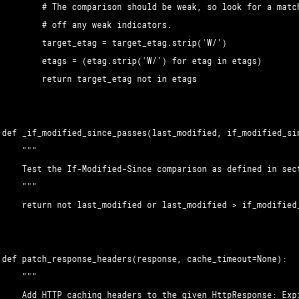 # The comparison should be weak, so look for a match
# off any weak indicators.
target_etag = target_etag.strip('W/')
etags = (etag.strip('W/') for etag in etags)
return target_etag not in etags
def _if_modified_since_passes(last_modified, if_modified_sin
"""
Test the If-Modified-Since comparison as defined in sect
"""
return not last_modified or last_modified > if_modified_
def patch_response_headers(response, cache_timeout=None):
"""
Add HTTP caching headers to the given HttpResponse: Expi